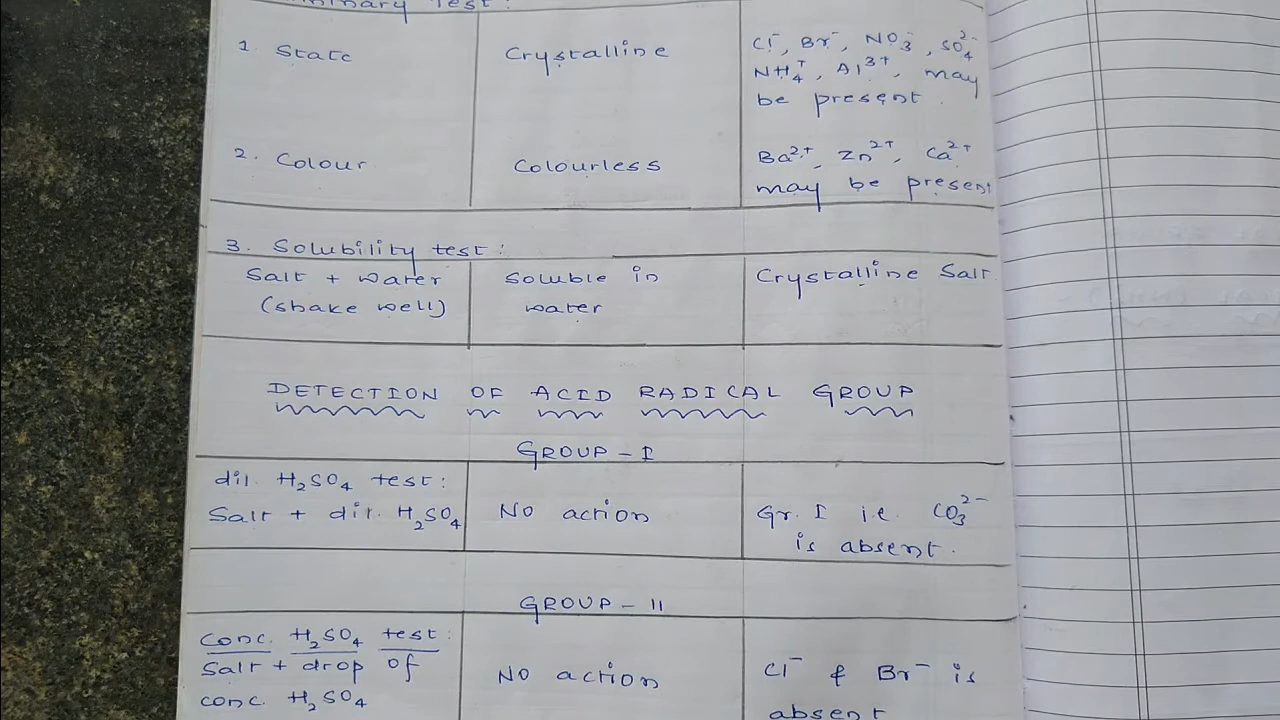 Test:
1. State Crystalline Cl⁻, Br⁻, NO₃⁻, SO₄²⁻
NH₄⁺, Al³⁺, may
be present.
2. Colour Colourless Ba²⁺, Zn²⁺, Ca²⁺
may be present
3. Solubility test:
Salt + water Soluble in Crystalline Salt
(shake well) water
DETECTION OF ACID RADICAL GROUP
GROUP - I
dil. H₂SO₄ test:
Salt + dil. H₂SO₄ No action Gr. I i.e. CO₃²⁻
is absent.
GROUP - II
Conc. H₂SO₄ test:
Salt + drop of No action Cl⁻ & Br⁻ is
conc. H₂SO₄ absent